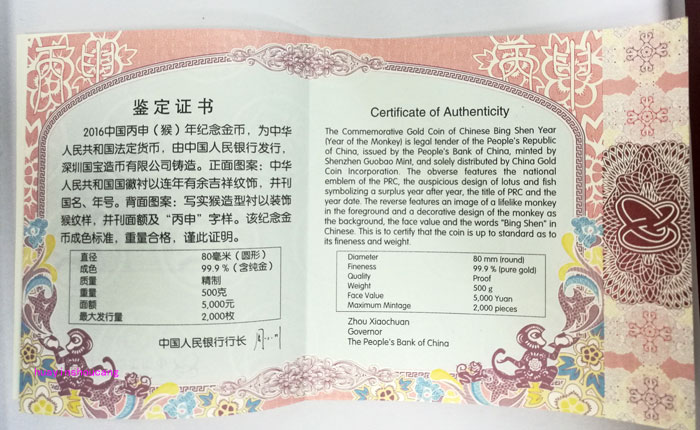 鉴定证书
2016中国丙申（猴）年纪念金币，为中华
人民共和国法定货币，由中国人民银行发行，
深圳国宝造币有限公司铸造。正面图案：中华
人民共和国国徽衬以连年有余吉祥纹饰，并刊
国名、年号。背面图案：写实猴造型衬以装饰
猴纹样，并刊面额及“丙申”字样。该纪念金
币成色标准，重量合格，谨此证明。
直径 80毫米（圆形）
成色 99.9％（含纯金）
质量 精制
重量 500克
面额 5,000元
最大发行量 2,000枚
中国人民银行行长
Certificate of Authenticity
The Commemorative Gold Coin of Chinese Bing Shen Year
(Year of the Monkey) is legal tender of the People's Republic
of China, issued by the People's Bank of China, minted by
Shenzhen Guobao Mint, and solely distributed by China Gold
Coin Incorporation. The obverse features the national
emblem of the PRC, the auspicious design of lotus and fish
symbolizing a surplus year after year, the title of PRC and the
year date. The reverse features an image of a lifelike monkey
in the foreground and a decorative design of the monkey as
the background, the face value and the words "Bing Shen" in
Chinese. This is to certify that the coin is up to standard as to
its fineness and weight.
Diameter 80 mm (round)
Fineness 99.9 % (pure gold)
Quality Proof
Weight 500 g
Face Value 5,000 Yuan
Maximum Mintage 2,000 pieces
Zhou Xiaochuan
Governor
The People's Bank of China
丙申
丙申